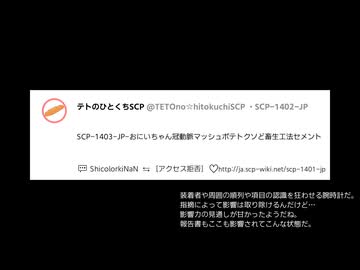 テトのひとくちSCP @TETOno☆hitokuchiSCP ・SCP−1402−JP
SCP−1403−JP−おにいちゃん冠動脈マッシュポテトクソど畜生工法セメント
ShicolorkiNaN ⇆ [アクセス拒否] ♡http://ja.scp−wiki.net/scp−1401−jp
装着者や周囲の順列や項目の認識を狂わせる腕時計だ。
指摘によって影響は取り除けるんだけど…
影響力の見通しが甘かったようだね。
報告書もここも影響されてこんな状態だ。